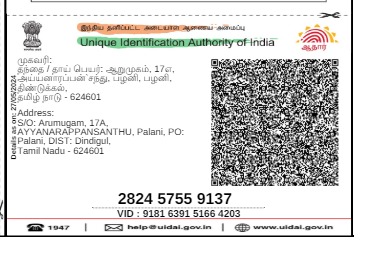 இந்திய தனிப்பட்ட அடையாள ஆணைய அமைப்பு
Unique Identification Authority of India
ஆதார்
முகவரி:
தந்தை / தாய் பெயர்: ஆறுமுகம், 17ஏ,
அய்யனாரப்பன் சந்து, பழனி, பழனி,
திண்டுக்கல்,
தமிழ் நாடு - 624601
Address:
S/O: Arumugam, 17A,
AYYANARAPPANSANTHU, Palani, PO:
Palani, DIST: Dindigul,
Tamil Nadu - 624601
Details as on: 27/05/2024
2824 5755 9137
VID : 9181 6391 5166 4203
1947 | help@uidai.gov.in | www.uidai.gov.in